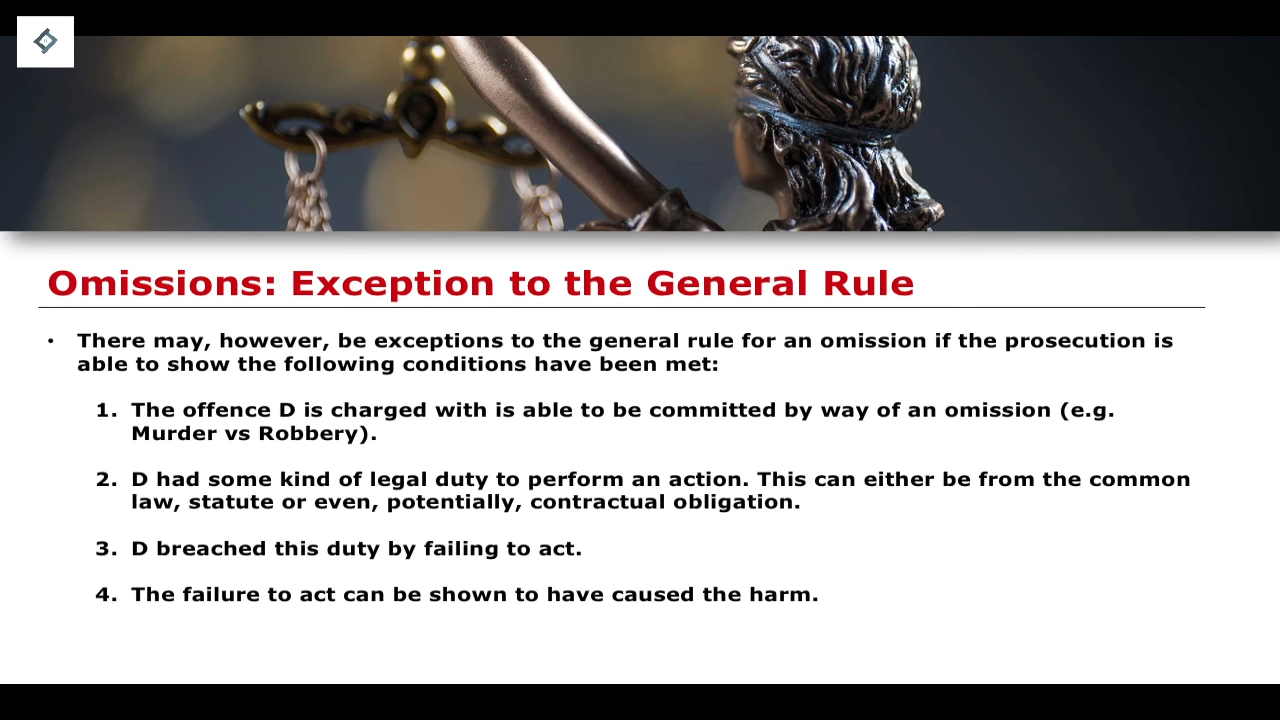 Omissions: Exception to the General Rule
• There may, however, be exceptions to the general rule for an omission if the prosecution is
able to show the following conditions have been met:
1. The offence D is charged with is able to be committed by way of an omission (e.g.
Murder vs Robbery).
2. D had some kind of legal duty to perform an action. This can either be from the common
law, statute or even, potentially, contractual obligation.
3. D breached this duty by failing to act.
4. The failure to act can be shown to have caused the harm.